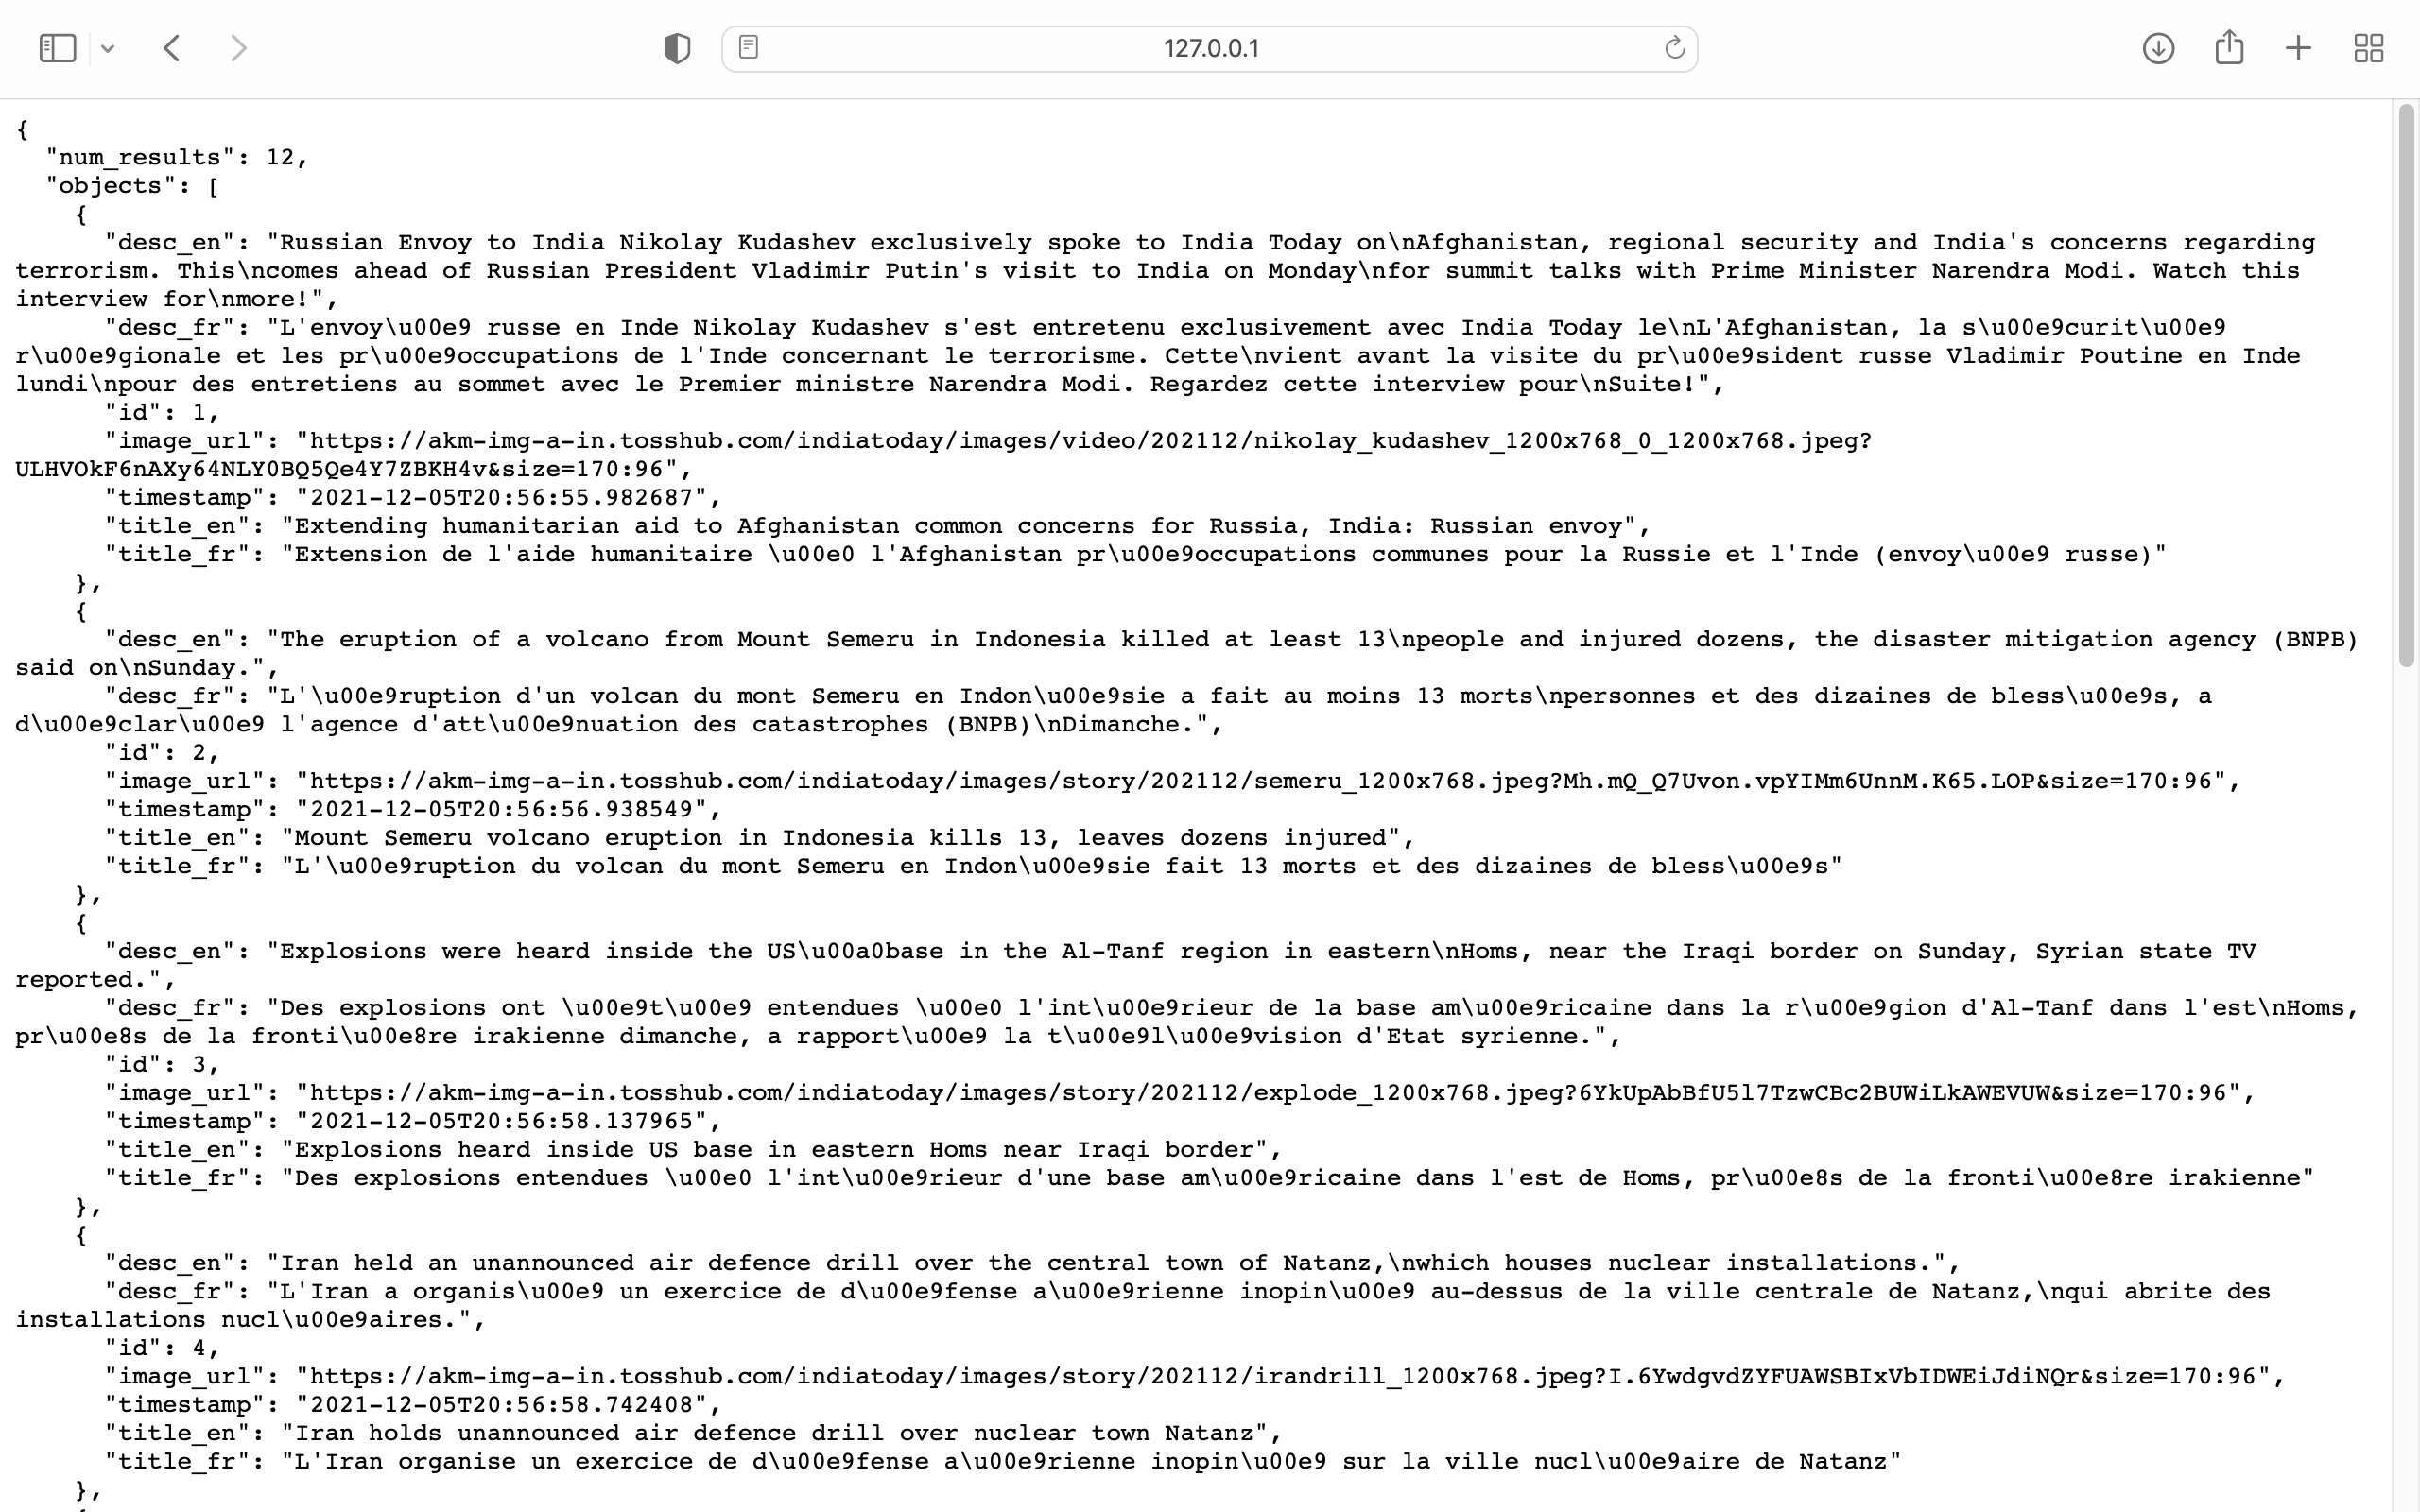 127.0.0.1
{
  "num_results": 12,
  "objects": [
    {
      "desc_en": "Russian Envoy to India Nikolay Kudashev exclusively spoke to India Today on\nAfghanistan, regional security and India's concerns regarding
terrorism. This\ncomes ahead of Russian President Vladimir Putin's visit to India on Monday\nfor summit talks with Prime Minister Narendra Modi. Watch this
interview for\nmore!",
      "desc_fr": "L'envoy\u00e9 russe en Inde Nikolay Kudashev s'est entretenu exclusivement avec India Today le\nL'Afghanistan, la s\u00e9curit\u00e9
r\u00e9gionale et les pr\u00e9occupations de l'Inde concernant le terrorisme. Cette\nvient avant la visite du pr\u00e9sident russe Vladimir Poutine en Inde
lundi\npour des entretiens au sommet avec le Premier ministre Narendra Modi. Regardez cette interview pour\nSuite!",
      "id": 1,
      "image_url": "https://akm-img-a-in.tosshub.com/indiatoday/images/video/202112/nikolay_kudashev_1200x768_0_1200x768.jpeg?
ULHVOkF6nAXy64NLY0BQ5Qe4Y7ZBKH4v&size=170:96",
      "timestamp": "2021-12-05T20:56:55.982687",
      "title_en": "Extending humanitarian aid to Afghanistan common concerns for Russia, India: Russian envoy",
      "title_fr": "Extension de l'aide humanitaire \u00e0 l'Afghanistan pr\u00e9occupations communes pour la Russie et l'Inde (envoy\u00e9 russe)"
    },
    {
      "desc_en": "The eruption of a volcano from Mount Semeru in Indonesia killed at least 13\npeople and injured dozens, the disaster mitigation agency (BNPB)
said on\nSunday.",
      "desc_fr": "L'\u00e9ruption d'un volcan du mont Semeru en Indon\u00e9sie a fait au moins 13 morts\npersonnes et des dizaines de bless\u00e9s, a
d\u00e9clar\u00e9 l'agence d'att\u00e9nuation des catastrophes (BNPB)\nDimanche.",
      "id": 2,
      "image_url": "https://akm-img-a-in.tosshub.com/indiatoday/images/story/202112/semeru_1200x768.jpeg?Mh.mQ_Q7Uvon.vpYIMm6UnnM.K65.LOP&size=170:96",
      "timestamp": "2021-12-05T20:56:56.938549",
      "title_en": "Mount Semeru volcano eruption in Indonesia kills 13, leaves dozens injured",
      "title_fr": "L'\u00e9ruption du volcan du mont Semeru en Indon\u00e9sie fait 13 morts et des dizaines de bless\u00e9s"
    },
    {
      "desc_en": "Explosions were heard inside the US\u00a0base in the Al-Tanf region in eastern\nHoms, near the Iraqi border on Sunday, Syrian state TV
reported.",
      "desc_fr": "Des explosions ont \u00e9t\u00e9 entendues \u00e0 l'int\u00e9rieur de la base am\u00e9ricaine dans la r\u00e9gion d'Al-Tanf dans l'est\nHoms,
pr\u00e8s de la fronti\u00e8re irakienne dimanche, a rapport\u00e9 la t\u00e9l\u00e9vision d'Etat syrienne.",
      "id": 3,
      "image_url": "https://akm-img-a-in.tosshub.com/indiatoday/images/story/202112/explode_1200x768.jpeg?6YkUpAbBfU5l7TzwCBc2BUWiLkAWEVUW&size=170:96",
      "timestamp": "2021-12-05T20:56:58.137965",
      "title_en": "Explosions heard inside US base in eastern Homs near Iraqi border",
      "title_fr": "Des explosions entendues \u00e0 l'int\u00e9rieur d'une base am\u00e9ricaine dans l'est de Homs, pr\u00e8s de la fronti\u00e8re irakienne"
    },
    {
      "desc_en": "Iran held an unannounced air defence drill over the central town of Natanz,\nwhich houses nuclear installations.",
      "desc_fr": "L'Iran a organis\u00e9 un exercice de d\u00e9fense a\u00e9rienne inopin\u00e9 au-dessus de la ville centrale de Natanz,\nqui abrite des
installations nucl\u00e9aires.",
      "id": 4,
      "image_url": "https://akm-img-a-in.tosshub.com/indiatoday/images/story/202112/irandrill_1200x768.jpeg?I.6YwdgvdZYFUAWSBIxVbIDWEiJdiNQr&size=170:96",
      "timestamp": "2021-12-05T20:56:58.742408",
      "title_en": "Iran holds unannounced air defence drill over nuclear town Natanz",
      "title_fr": "L'Iran organise un exercice de d\u00e9fense a\u00e9rienne inopin\u00e9 sur la ville nucl\u00e9aire de Natanz"
    },